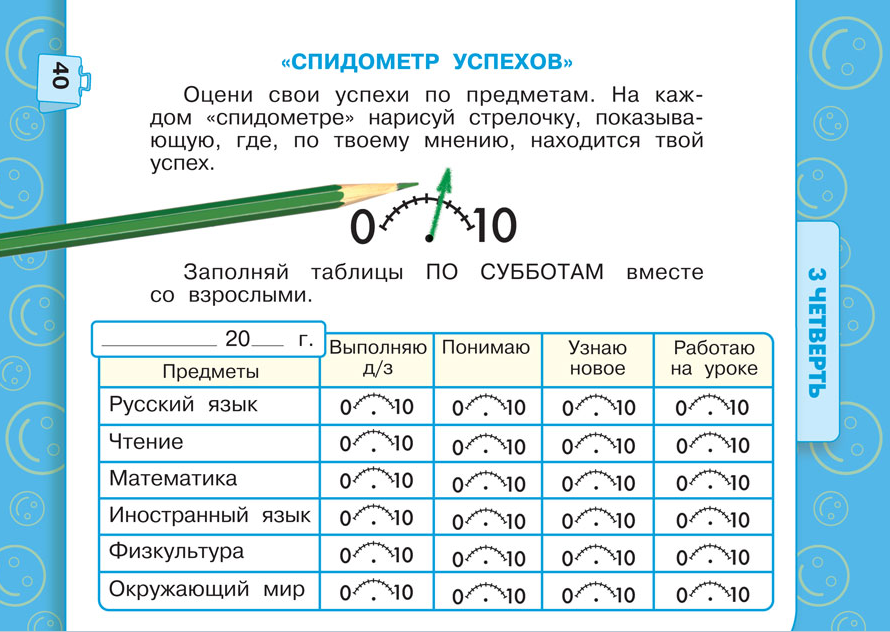 40
«СПИДОМЕТР УСПЕХОВ»
Оцени свои успехи по предметам. На каж-
дом «спидометре» нарисуй стрелочку, показыва-
ющую, где, по твоему мнению, находится твой
успех.
0 10
Заполняй таблицы ПО СУББОТАМ вместе
со взрослыми.
3 ЧЕТВЕРТЬ
_________ 20___ г.
Предметы
Выполняю
д/з
Понимаю
Узнаю
новое
Работаю
на уроке
Русский язык 0 10 0 10 0 10 0 10
Чтение 0 10 0 10 0 10 0 10
Математика 0 10 0 10 0 10 0 10
Иностранный язык 0 10 0 10 0 10 0 10
Физкультура 0 10 0 10 0 10 0 10
Окружающий мир 0 10 0 10 0 10 0 10